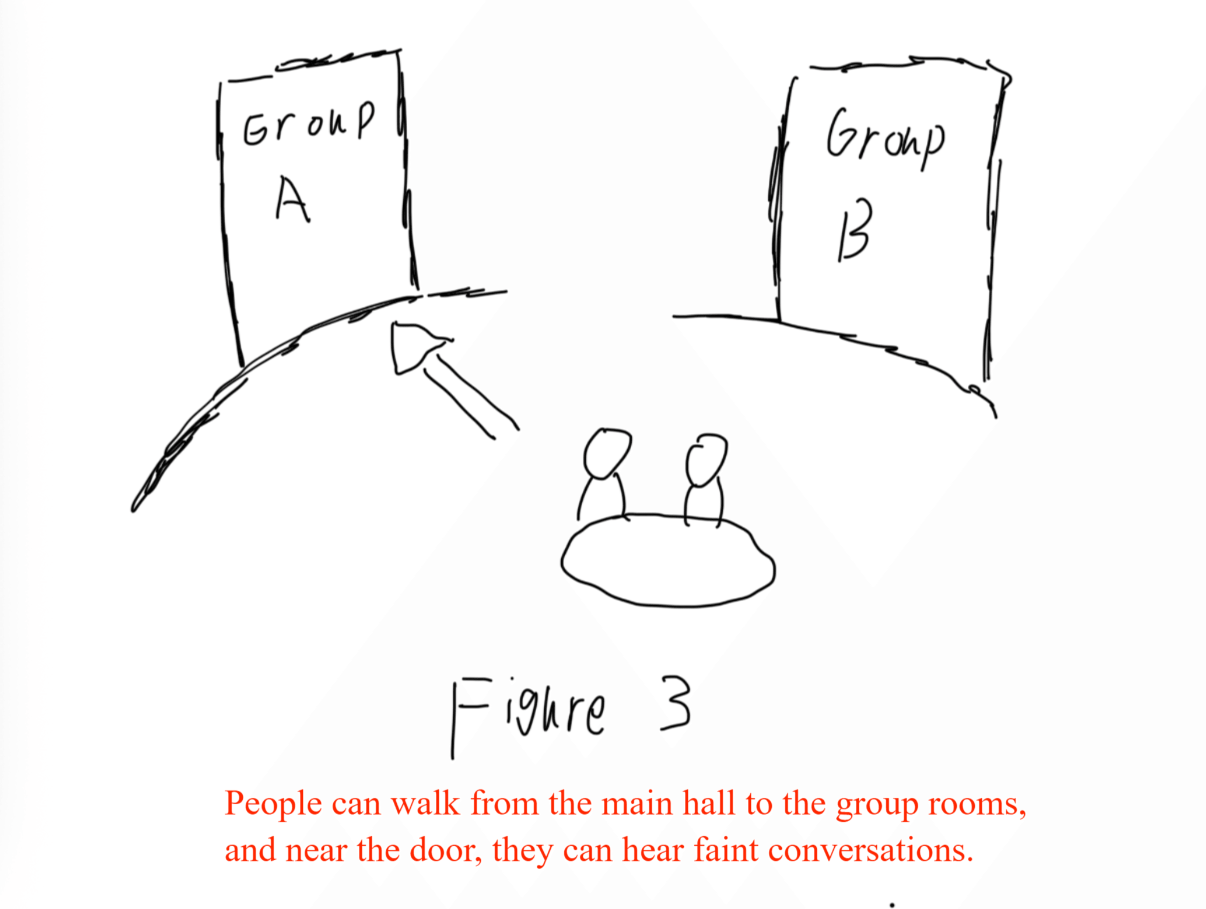 Group
A
Group
B
Figure 3
People can walk from the main hall to the group rooms,
and near the door, they can hear faint conversations.